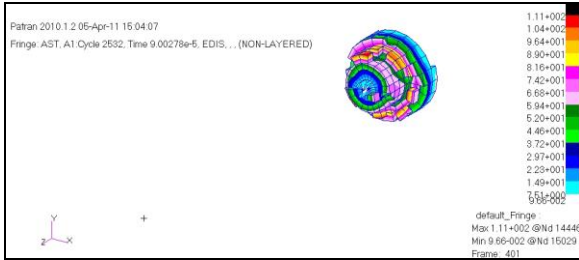 Patran 2010.1.2 05-Apr-11 15:04:07
Fringe: AST, A1:Cycle 2532, Time 9.00278e-5, EDIS, , , (NON-LAYERED)
1.11+002
1.04+002
9.64+001
8.90+001
8.16+001
7.42+001
6.68+001
5.94+001
5.20+001
4.46+001
3.72+001
2.97+001
2.23+001
1.49+001
7.51+000
9.66-002
Y
Z X
default_Fringe :
Max 1.11+002 @Nd 14446
Min 9.66-002 @Nd 15029
Frame: 401